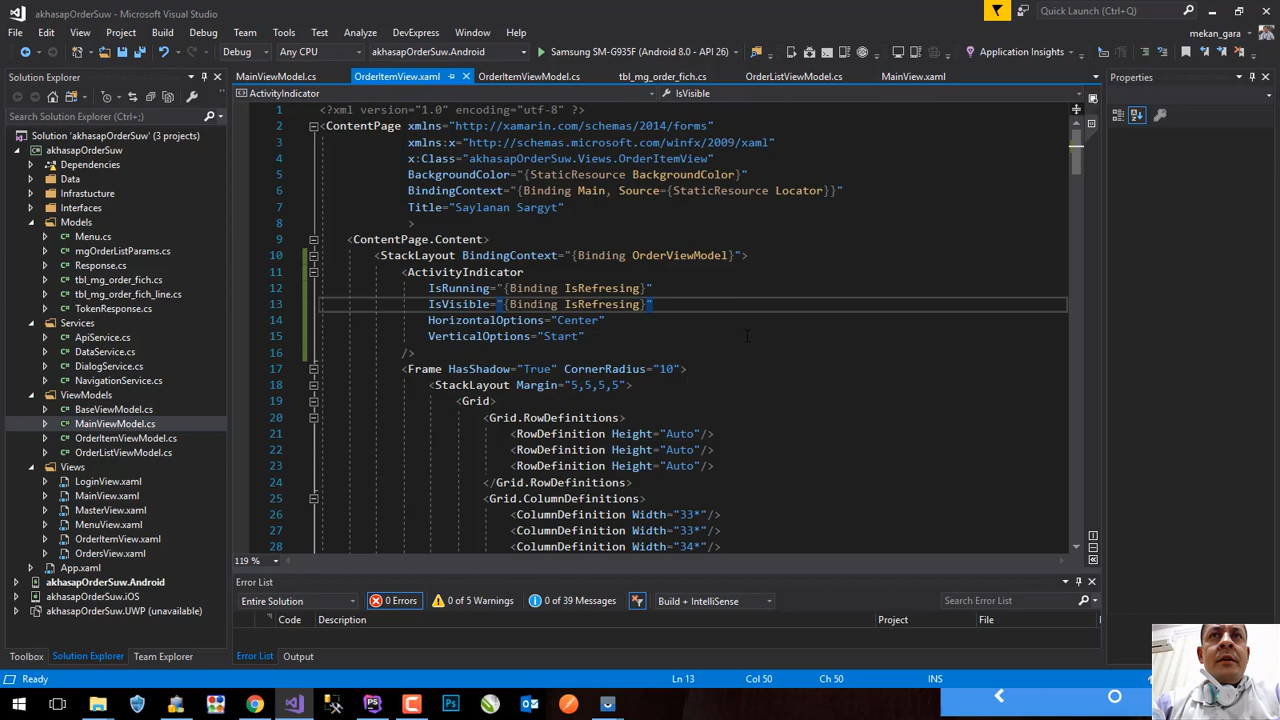 akhasapOrderSuw - Microsoft Visual Studio
Quick Launch (Ctrl+Q)
File Edit View Project Build Debug Team Tools Test Analyze DevExpress Window Help
mekan_gara
Debug Any CPU akhasapOrderSuw.Android Samsung SM-G935F (Android 8.0 - API 26) Application Insights
Solution Explorer
Search Solution Explorer (Ctrl+;)
Solution 'akhasapOrderSuw' (3 projects)
akhasapOrderSuw
Dependencies
Data
Infrastructure
Interfaces
Models
Menu.cs
mgOrderListParams.cs
Response.cs
tbl_mg_order_fich.cs
tbl_mg_order_fich_line.cs
TokenResponse.cs
Services
ApiService.cs
DataService.cs
DialogService.cs
NavigationService.cs
ViewModels
BaseViewModel.cs
MainViewModel.cs
OrderItemViewModel.cs
OrderListViewModel.cs
Views
LoginView.xaml
MainView.xaml
MasterView.xaml
MenuView.xaml
OrderItemView.xaml
OrdersView.xaml
App.xaml
akhasapOrderSuw.Android
akhasapOrderSuw.iOS
akhasapOrderSuw.UWP (unavailable)
Toolbox Solution Explorer Team Explorer
MainViewModel.cs OrderItemView.xaml OrderItemViewModel.cs tbl_mg_order_fich.cs OrderListViewModel.cs MainView.xaml
ActivityIndicator IsVisible
1 <?xml version="1.0" encoding="utf-8" ?>
2 <ContentPage xmlns="http://xamarin.com/schemas/2014/forms"
3 xmlns:x="http://schemas.microsoft.com/winfx/2009/xaml"
4 x:Class="akhasapOrderSuw.Views.OrderItemView"
5 BackgroundColor="{StaticResource BackgroundColor}"
6 BindingContext="{Binding Main, Source={StaticResource Locator}}"
7 Title="Saylanan Sargyt"
8 >
9 <ContentPage.Content>
10 <StackLayout BindingContext="{Binding OrderViewModel}">
11 <ActivityIndicator
12 IsRunning="{Binding IsRefresing}"
13 IsVisible="{Binding IsRefresing}"
14 HorizontalOptions="Center"
15 VerticalOptions="Start"
16 />
17 <Frame HasShadow="True" CornerRadius="10">
18 <StackLayout Margin="5,5,5,5">
19 <Grid>
20 <Grid.RowDefinitions>
21 <RowDefinition Height="Auto"/>
22 <RowDefinition Height="Auto"/>
23 <RowDefinition Height="Auto"/>
24 </Grid.RowDefinitions>
25 <Grid.ColumnDefinitions>
26 <ColumnDefinition Width="33*"/>
27 <ColumnDefinition Width="33*"/>
28 <ColumnDefinition Width="34*"/>
119 %
Properties
Error List
Entire Solution 0 Errors 0 of 5 Warnings 0 of 39 Messages Build + IntelliSense Search Error List
Code Description Project File
Error List Output
Ready Ln 13 Col 50 Ch 50 INS